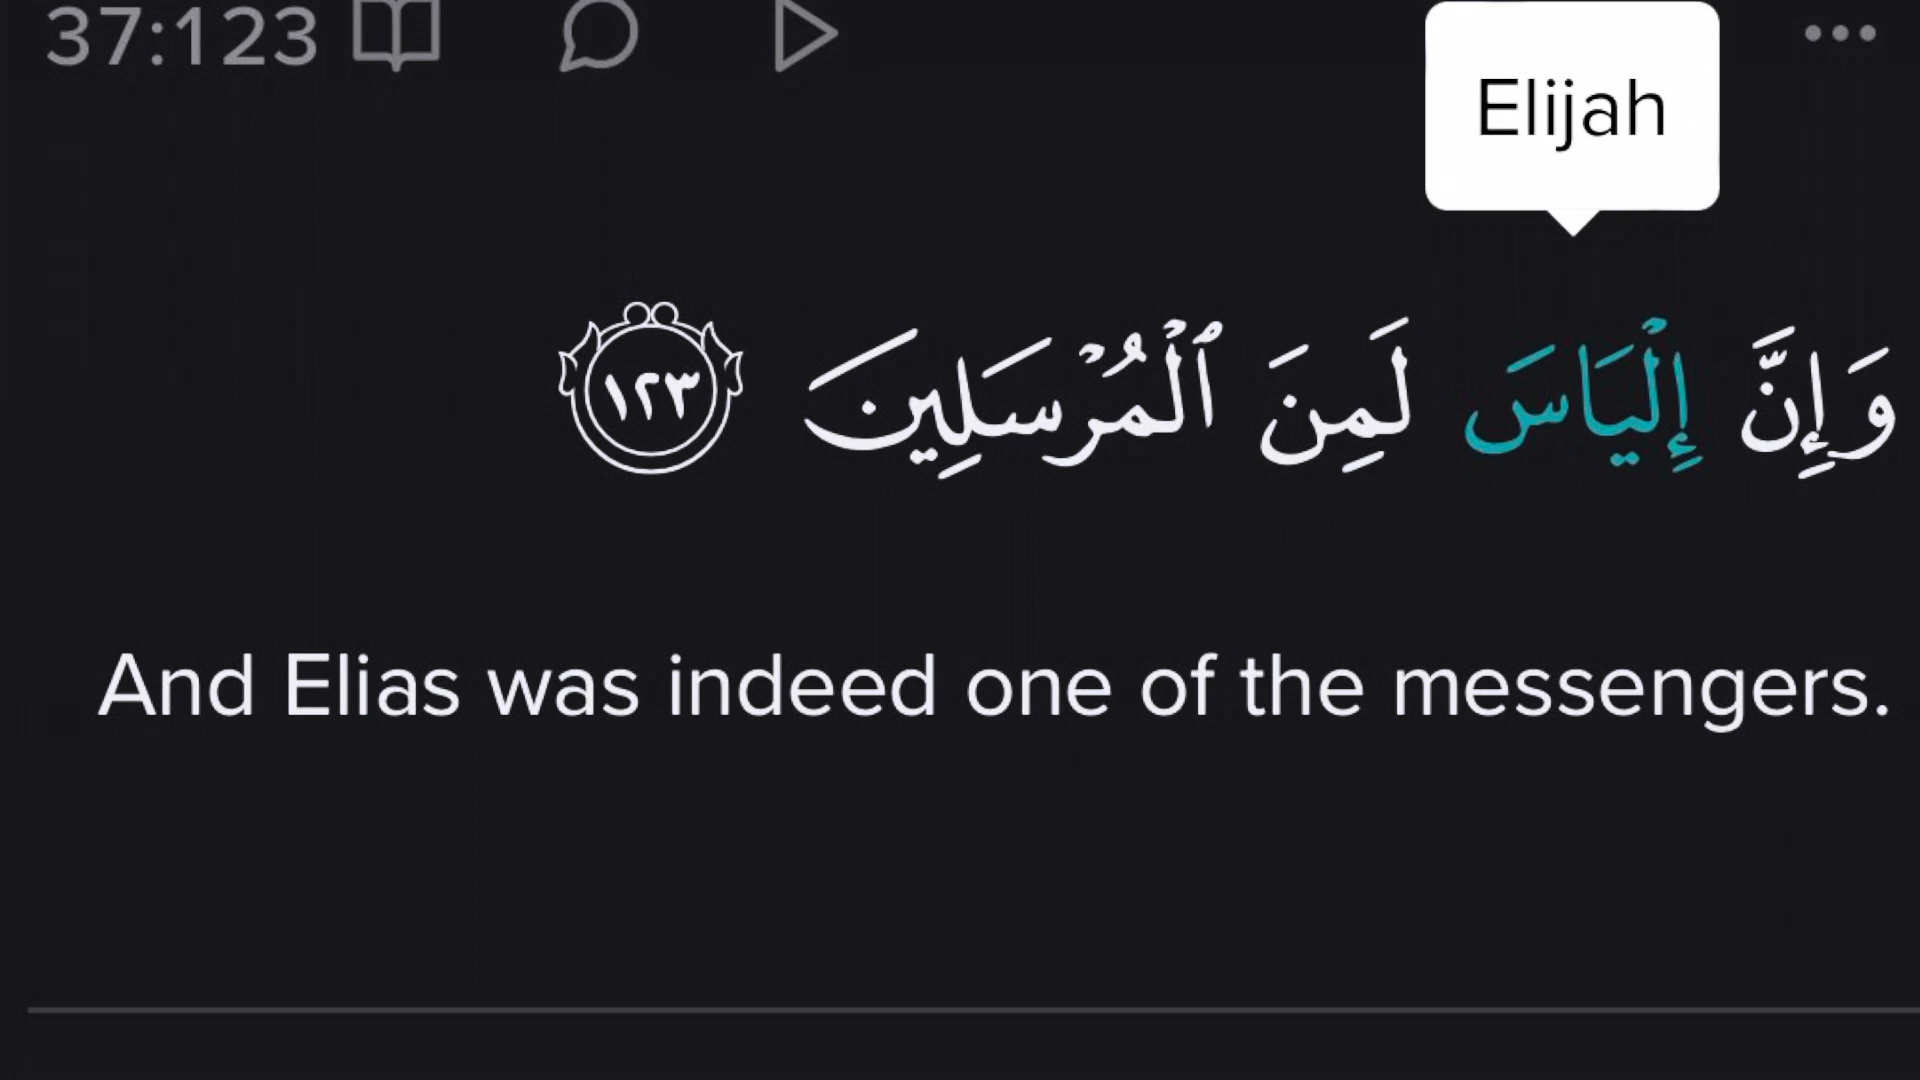 37:123
Elijah
وَإِنَّ إِلْيَاسَ لَمِنَ ٱلْمُرْسَلِينَ ١٢٣
And Elias was indeed one of the messengers.